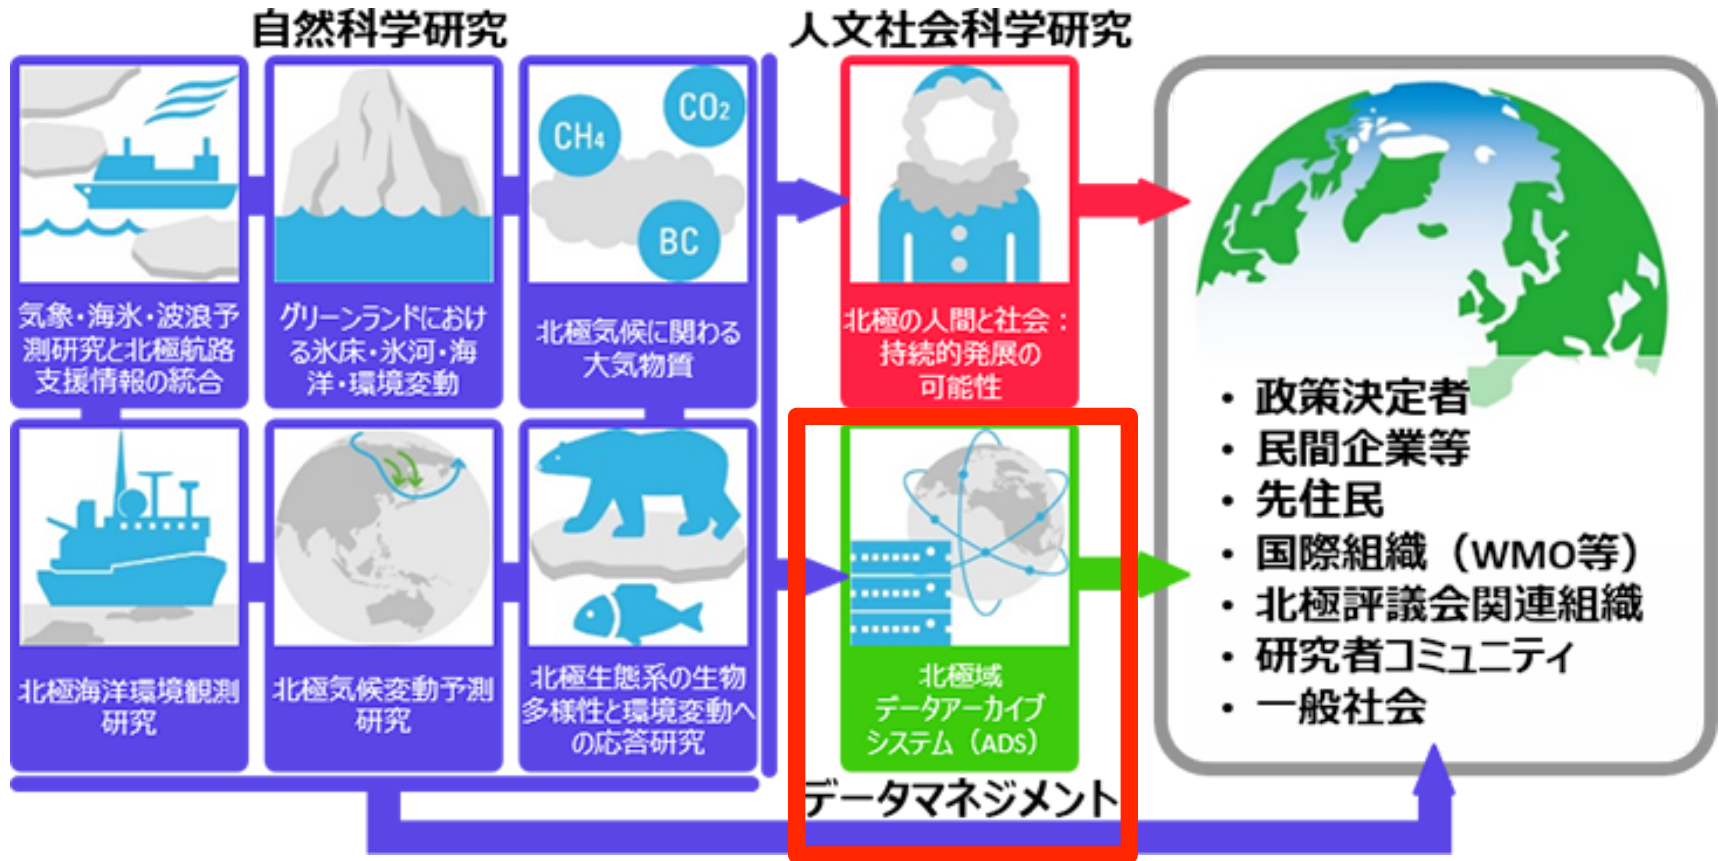 自然科学研究
人文社会科学研究
CH₄
CO₂
BC
気象・海氷・波浪予
測研究と北極航路
支援情報の統合
グリーンランドにおけ
る氷床・氷河・海
洋・環境変動
北極気候に関わる
大気物質
北極の人間と社会：
持続的発展の
可能性
北極海洋環境観測
研究
北極気候変動予測
研究
北極生態系の生物
多様性と環境変動へ
の応答研究
北極域
データアーカイブ
システム（ADS）
データマネジメント
・ 政策決定者
・ 民間企業等
・ 先住民
・ 国際組織（WMO等）
・ 北極評議会関連組織
・ 研究者コミュニティ
・ 一般社会